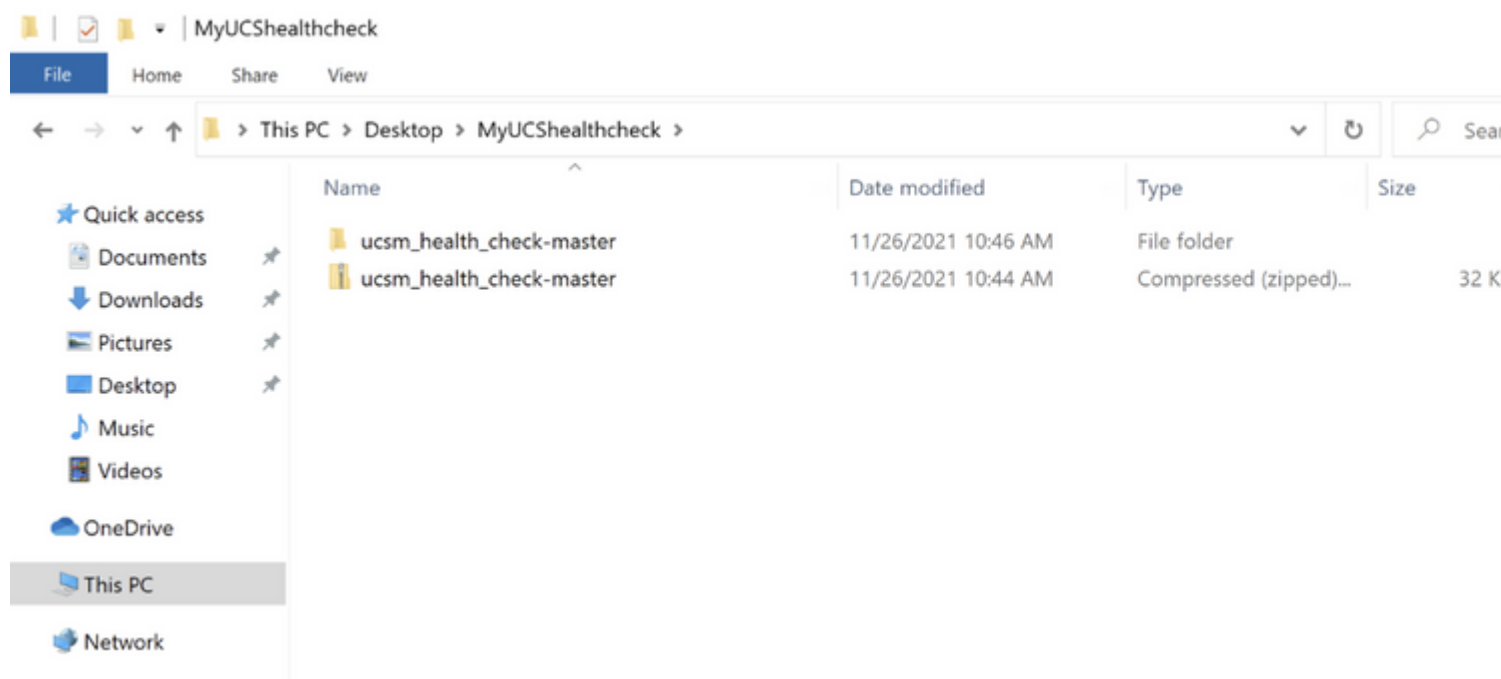 MyUCShealthcheck
File Home Share View
This PC > Desktop > MyUCShealthcheck >
Name Date modified Type Size
Quick access
ucsm_health_check-master 11/26/2021 10:46 AM File folder
Documents
ucsm_health_check-master 11/26/2021 10:44 AM Compressed (zipped)... 32 K
Downloads
Pictures
Desktop
Music
Videos
OneDrive
This PC
Network